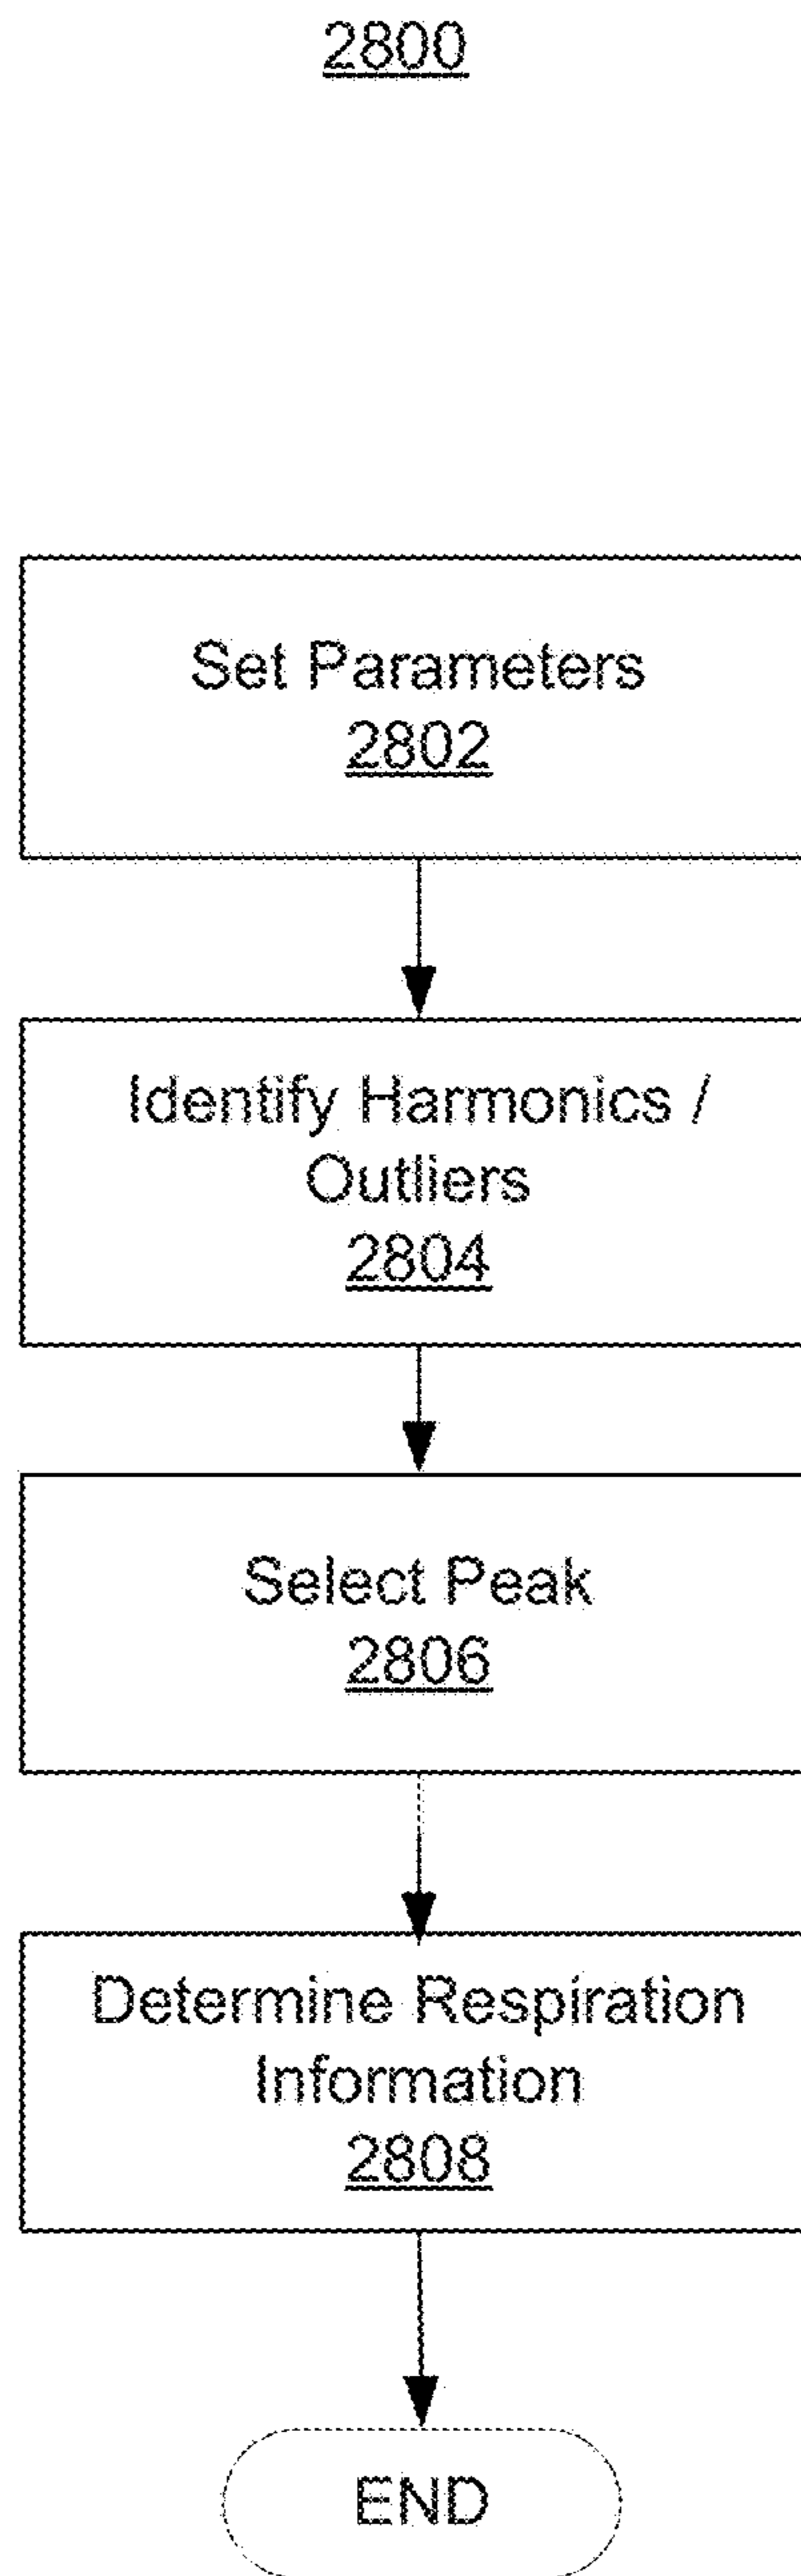 2800
Set Parameters
2802
Identify Harmonics /
Outliers
2804
Select Peak
2806
Determine Respiration
Information
2808
END